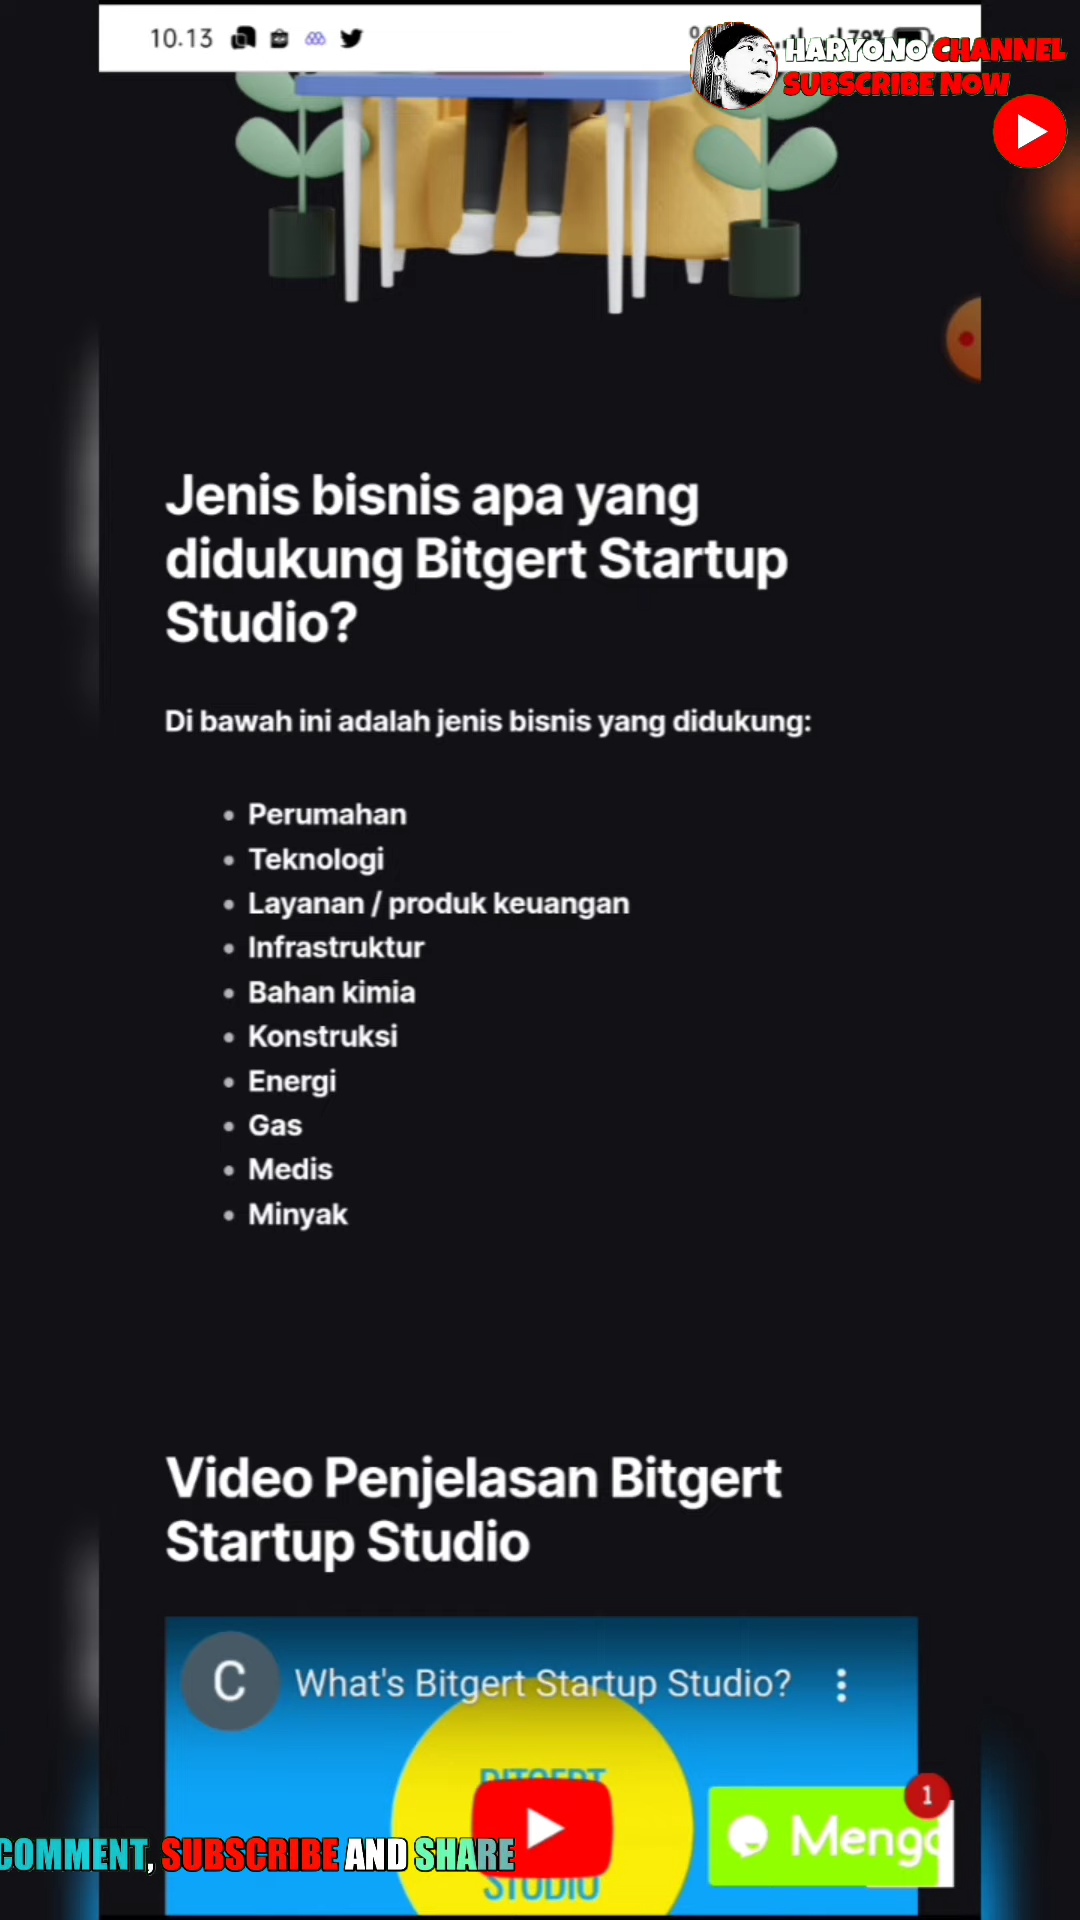 10.13
79%
HARYONO CHANNEL
SUBSCRIBE NOW
Jenis bisnis apa yang
didukung Bitgert Startup
Studio?
Di bawah ini adalah jenis bisnis yang didukung:
Perumahan
Teknologi
Layanan / produk keuangan
Infrastruktur
Bahan kimia
Konstruksi
Energi
Gas
Medis
Minyak
Video Penjelasan Bitgert
Startup Studio
C What's Bitgert Startup Studio?
BITGERT
STUDIO
1
COMMENT, SUBSCRIBE AND SHARE